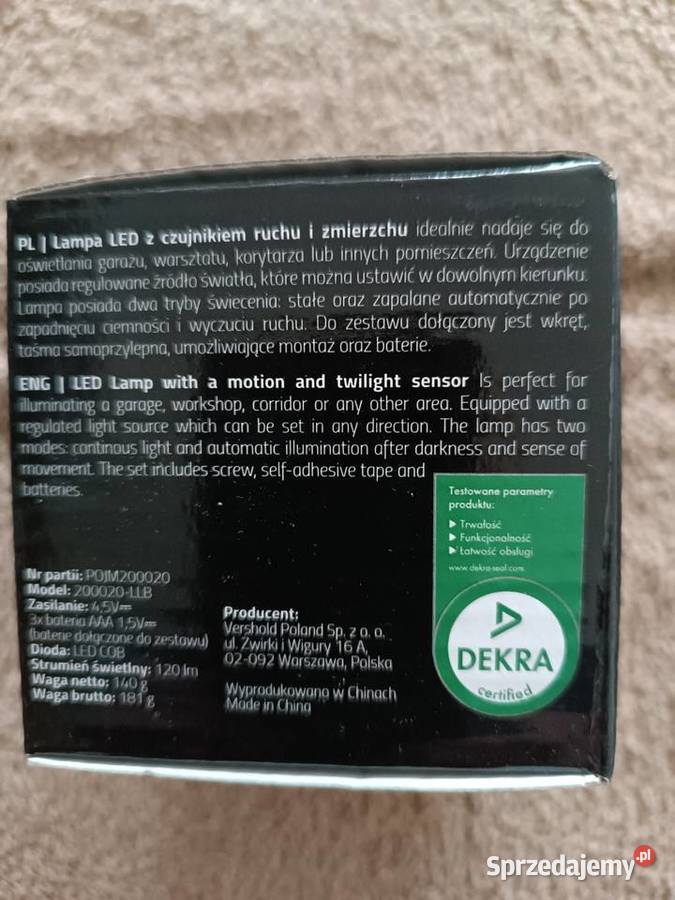 PL | Lampa LED z czujnikiem ruchu i zmierzchu idealnie nadaje się do
oświetlania garażu, warsztatu, korytarza lub innych pomieszczeń. Urządzenie
posiada regulowane źródło światła, które można ustawić w dowolnym kierunku.
Lampa posiada dwa tryby świecenia: stałe oraz zapalane automatycznie po
zapadnięciu ciemności i wyczuciu ruchu. Do zestawu dołączony jest wkręt,
taśma samoprzylepna, umożliwiające montaż oraz baterie.
ENG | LED Lamp with a motion and twilight sensor Is perfect for
illuminating a garage, workshop, corridor or any other area. Equipped with a
regulated light source which can be set in any direction. The lamp has two
modes: continous light and automatic illumination after darkness and sense of
movement. The set includes screw, self-adhesive tape and
batteries.
Testowane parametry
produktu:
▶ Trwałość
▶ Funkcjonalność
▶ Łatwość obsługi
www.dekra-seal.com
DEKRA
certified
Nr partii: POJM200020
Model: 200020-LLB
Zasilanie: 4,5V⎓
3x bateria AAA 1,5V⎓
(baterie dołączone do zestawu)
Dioda: LED COB
Strumień świetlny: 120 lm
Waga netto: 140 g
Waga brutto: 181 g
Producent:
Vershold Poland Sp. z o. o.
ul. Żwirki i Wigury 16 A,
02-092 Warszawa, Polska
Wyprodukowano w Chinach
Made in China
Sprzedajemy.pl